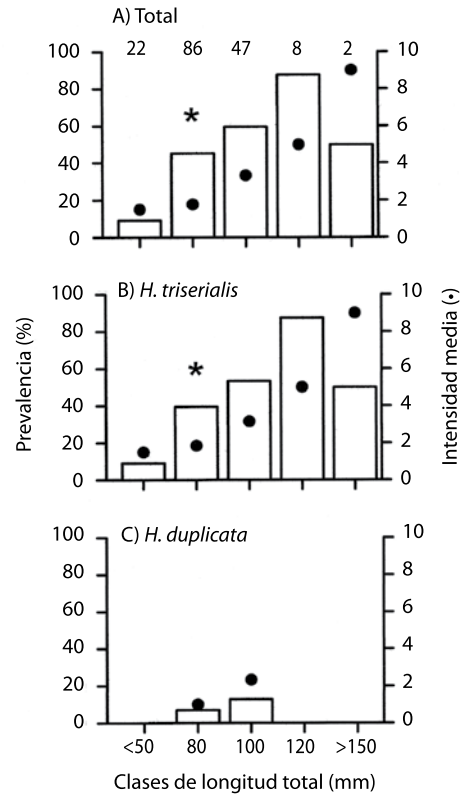 A) Total
100 22 86 47 8 2 10
80 * 8
60 6
40 4
20 2
0 0
100 B) H. triserialis 10
80 8
60 * 6
40 4
20 2
0 0
Prevalencia (%)
Intensidad media (•)
100 C) H. duplicata 10
80 8
60 6
40 4
20 2
0 0
<50 80 100 120 >150
Clases de longitud total (mm)